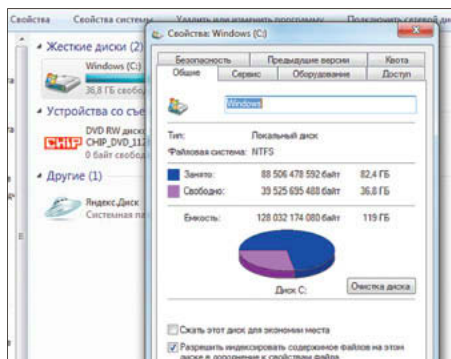 Свойства Свойства системы Удалить или изменить программу Подключить сетевой
Жесткие диски (2)
Windows (C:)
36,8 ГБ свобод
Устройства со съе
DVD RW диско
CHIP
CHIP_DVD_112
0 байт свобод
Другие (1)
Яндекс.Диск
Системная па
Свойства: Windows (C:)
Безопасность Предыдущие версии Квота
Общие Сервис Оборудование Доступ
Windows
Тип: Локальный диск
Файловая система: NTFS
Занято: 88 506 478 592 байт 82,4 ГБ
Свободно: 39 525 695 488 байт 36,8 ГБ
Емкость: 128 032 174 080 байт 119 ГБ
Диск C:
Очистка диска
Сжать этот диск для экономии места
Разрешить индексировать содержимое файлов на этом
диске в дополнение к свойствам файла